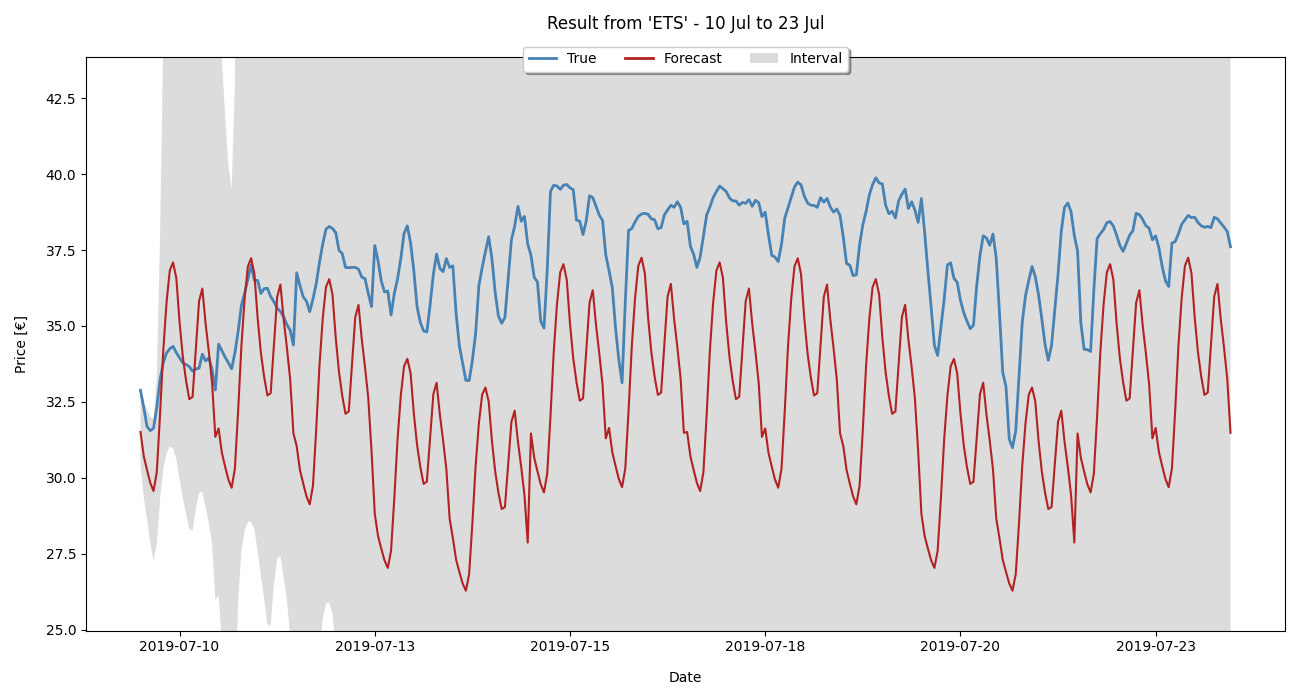 Result from 'ETS' - 10 Jul to 23 Jul
True Forecast Interval
42.5
40.0
37.5
35.0
32.5
30.0
27.5
25.0
Price [€]
2019-07-10 2019-07-13 2019-07-15 2019-07-18 2019-07-20 2019-07-23
Date